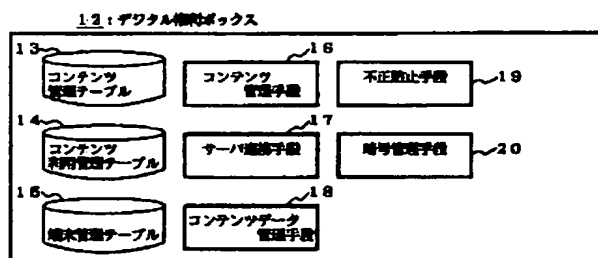 12:デジタル権利ボックス
13 16
コンテンツ
管理テーブル
コンテンツ
管理手段
不正防止手段
19
14 17
コンテンツ
利用管理テーブル
サーバ連携手段
暗号管理手段
20
15 18
端末管理テーブル
コンテンツデータ
管理手段